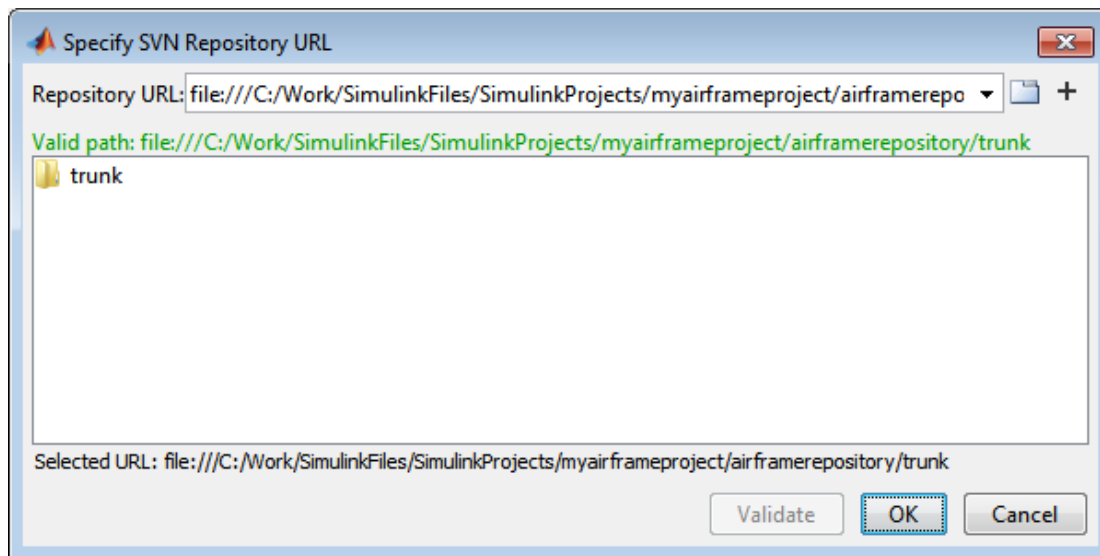 Specify SVN Repository URL
Repository URL: file:///C:/Work/SimulinkFiles/SimulinkProjects/myairframeproject/airframerepo
Valid path: file:///C:/Work/SimulinkFiles/SimulinkProjects/myairframeproject/airframerepository/trunk
trunk
Selected URL: file:///C:/Work/SimulinkFiles/SimulinkProjects/myairframeproject/airframerepository/trunk
Validate OK Cancel